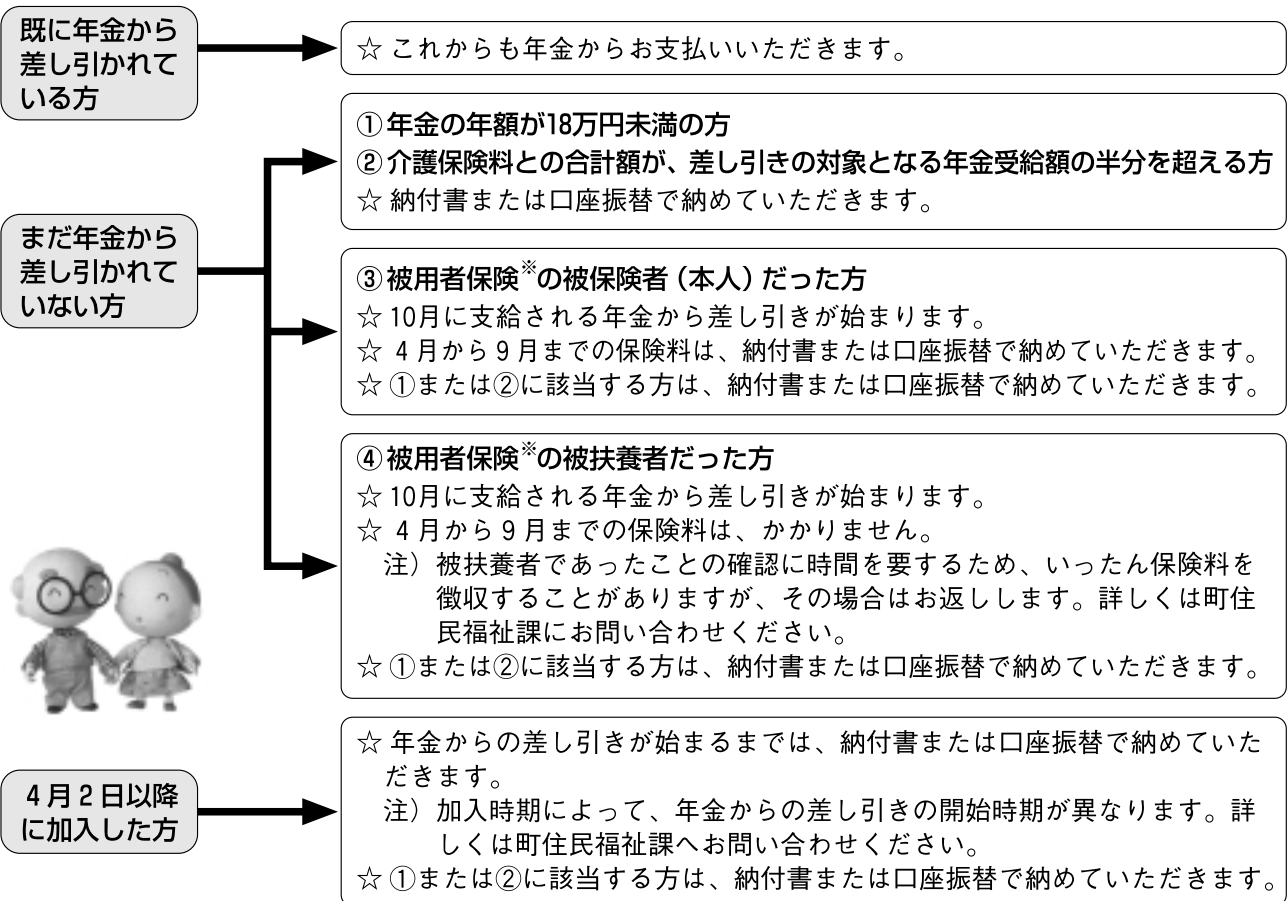 既に年金から
差し引かれて
いる方
☆ これからも年金からお支払いいただきます。
まだ年金から
差し引かれて
いない方
① 年金の年額が18万円未満の方
② 介護保険料との合計額が、差し引きの対象となる年金受給額の半分を超える方
☆ 納付書または口座振替で納めていただきます。
③ 被用者保険※の被保険者（本人）だった方
☆ 10月に支給される年金から差し引きが始まります。
☆ 4月から9月までの保険料は、納付書または口座振替で納めていただきます。
☆ ①または②に該当する方は、納付書または口座振替で納めていただきます。
④ 被用者保険※の被扶養者だった方
☆ 10月に支給される年金から差し引きが始まります。
☆ 4月から9月までの保険料は、かかりません。
注）被扶養者であったことの確認に時間を要するため、いったん保険料を
徴収することがありますが、その場合はお返しします。詳しくは町住
民福祉課にお問い合わせください。
☆ ①または②に該当する方は、納付書または口座振替で納めていただきます。
4月2日以降
に加入した方
☆ 年金からの差し引きが始まるまでは、納付書または口座振替で納めていた
だきます。
注）加入時期によって、年金からの差し引きの開始時期が異なります。詳
しくは町住民福祉課へお問い合わせください。
☆ ①または②に該当する方は、納付書または口座振替で納めていただきます。